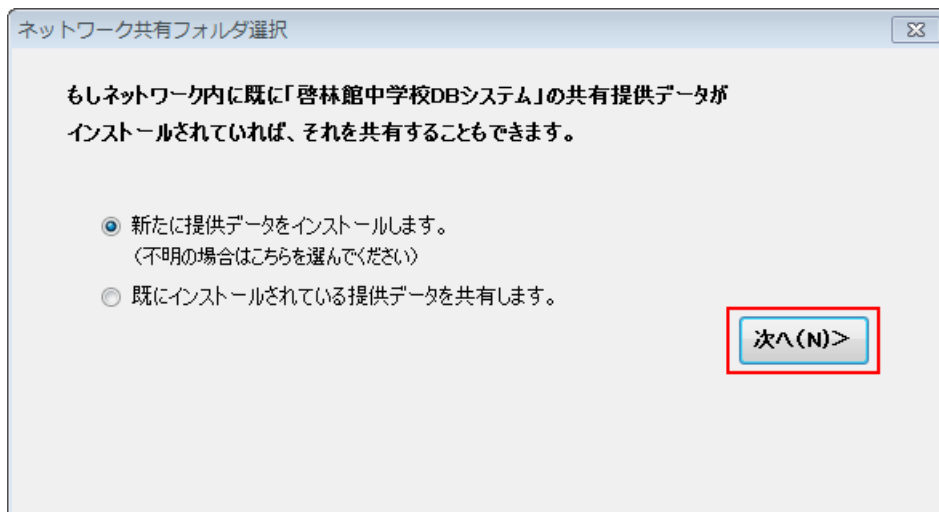 ネットワーク共有フォルダ選択
もしネットワーク内に既に「啓林館中学校DBシステム」の共有提供データが
インストールされていれば、それを共有することもできます。
新たに提供データをインストールします。
（不明の場合はこちらを選んでください）
既にインストールされている提供データを共有します。
次へ(N)＞